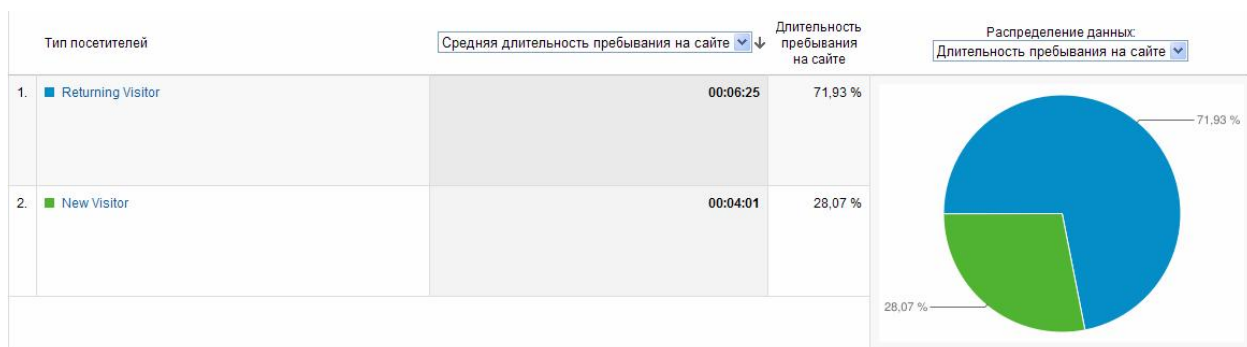 Тип посетителей
Средняя длительность пребывания на сайте ↓
Длительность
пребывания
на сайте
Распределение данных:
Длительность пребывания на сайте
1. Returning Visitor 00:06:25 71,93 %
71,93 %
2. New Visitor 00:04:01 28,07 %
28,07 %